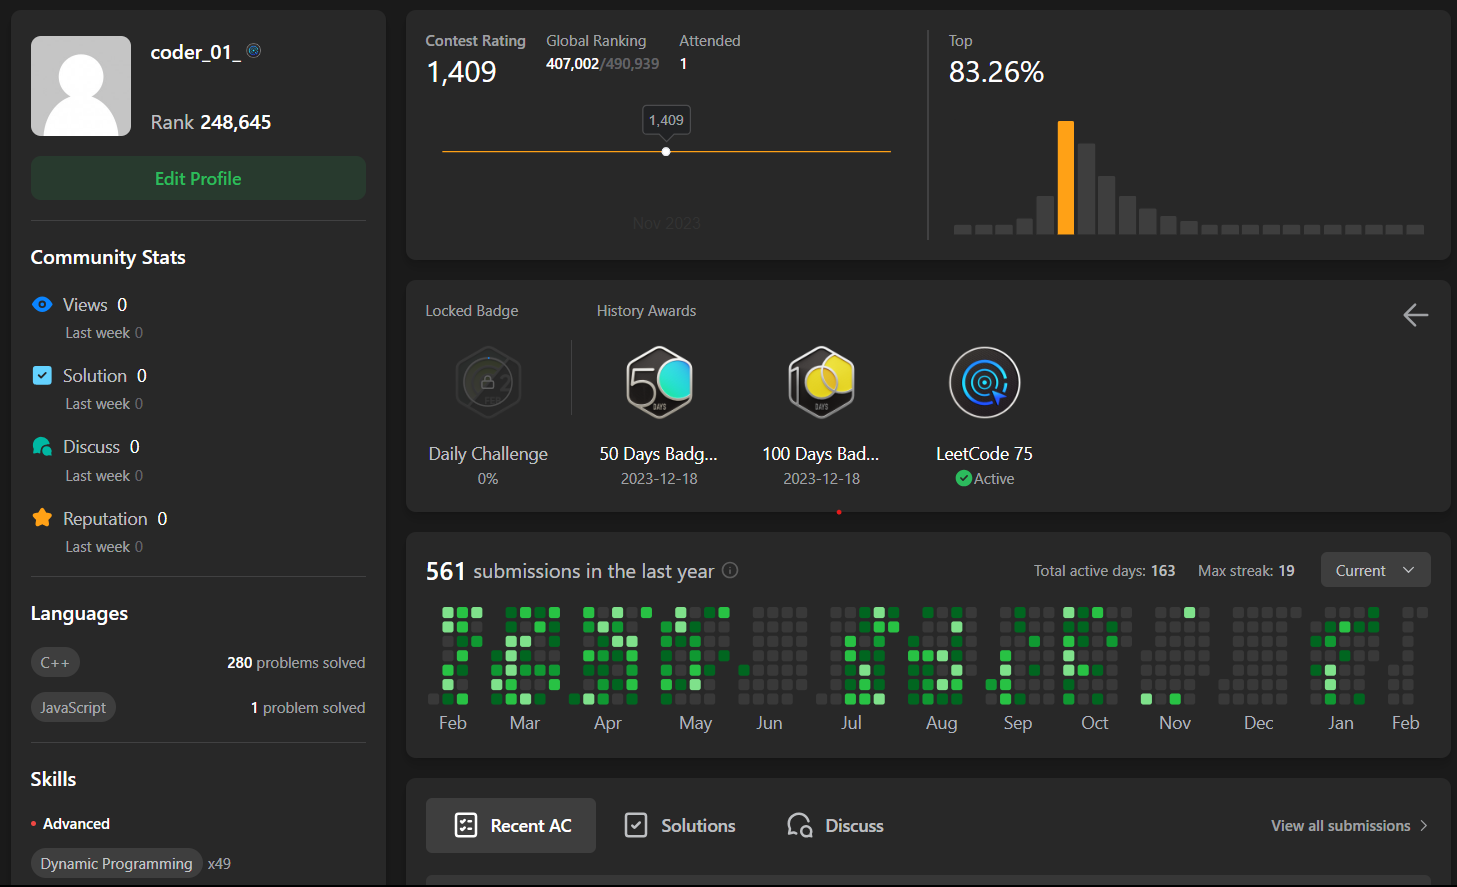 coder_01_
Rank 248,645
Edit Profile
Community Stats
Views 0
Last week 0
Solution 0
Last week 0
Discuss 0
Last week 0
Reputation 0
Last week 0
Languages
C++ 280 problems solved
JavaScript 1 problem solved
Skills
Advanced
Dynamic Programming x49
Contest Rating
1,409
Global Ranking
407,002/490,939
Attended
1
1,409
Nov 2023
Top
83.26%
Locked Badge
Daily Challenge
0%
History Awards
50
DAYS
50 Days Badg...
2023-12-18
100
DAYS
100 Days Bad...
2023-12-18
LeetCode 75
Active
561 submissions in the last year
Total active days: 163
Max streak: 19
Current
Feb Mar Apr May Jun Jul Aug Sep Oct Nov Dec Jan Feb
Recent AC
Solutions
Discuss
View all submissions